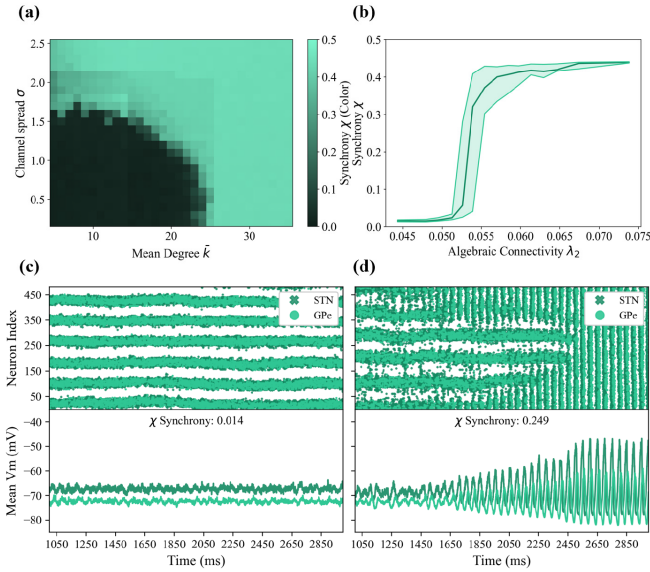 (a)
(b)
2.5
2.0
1.5
1.0
0.5
Channel spread σ
10
20
30
Mean Degree k̄
0.5
0.4
0.3
0.2
0.1
0.0
Synchrony χ (Color)
Synchrony χ
0.5
0.4
0.3
0.2
0.1
0.0
0.045
0.050
0.055
0.060
0.065
0.070
0.075
Algebraic Connectivity λ2
(c)
(d)
450
350
250
150
50
Neuron Index
STN
GPe
STN
GPe
χ Synchrony: 0.014
χ Synchrony: 0.249
−40
−50
−60
−70
−80
Mean Vm (mV)
1050 1250 1450 1650 1850 2050 2250 2450 2650 2850
Time (ms)
1050 1250 1450 1650 1850 2050 2250 2450 2650 2850
Time (ms)